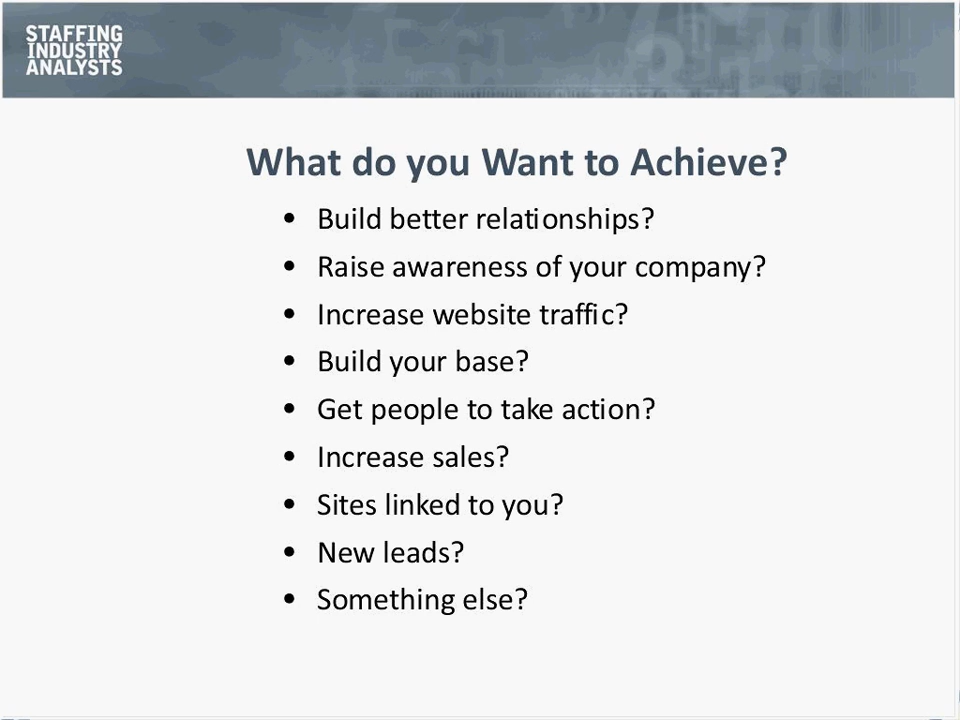 STAFFING
INDUSTRY
ANALYSTS
What do you Want to Achieve?
• Build better relationships?
• Raise awareness of your company?
• Increase website traffic?
• Build your base?
• Get people to take action?
• Increase sales?
• Sites linked to you?
• New leads?
• Something else?